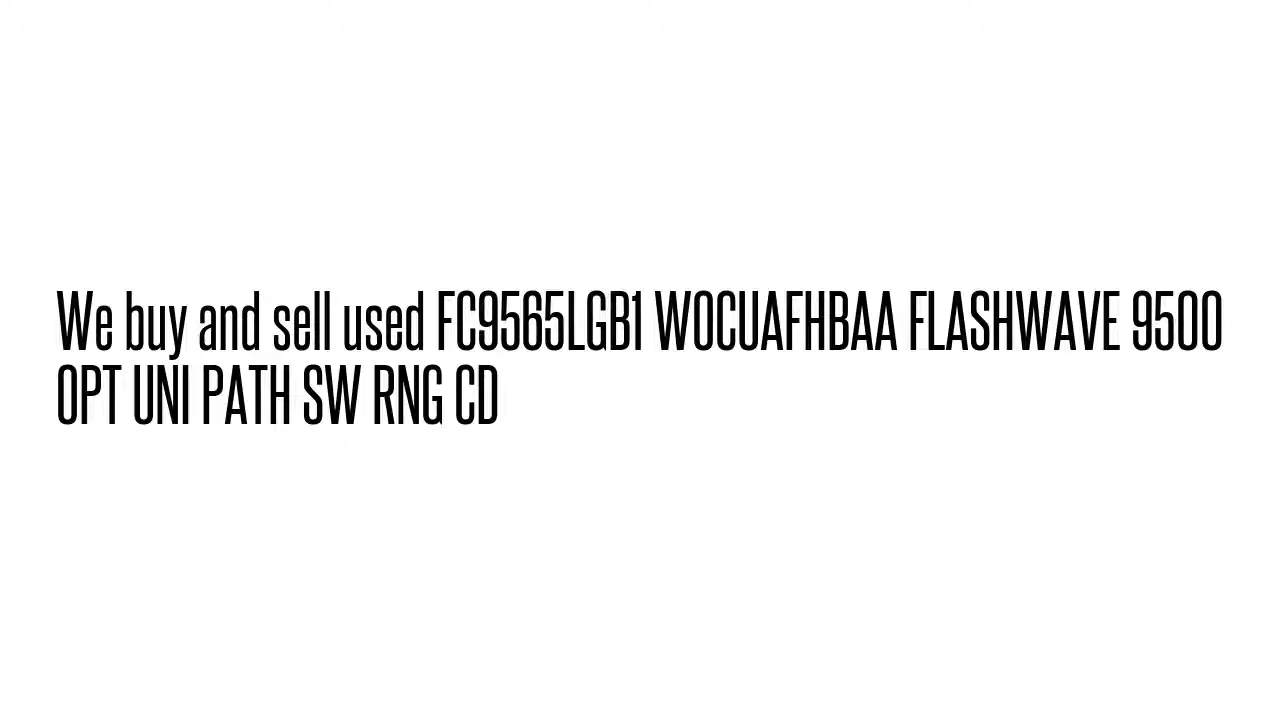 We buy and sell used FC9565LGB1 WOCUAFHBAA FLASHWAVE 9500
OPT UNI PATH SW RNG CD